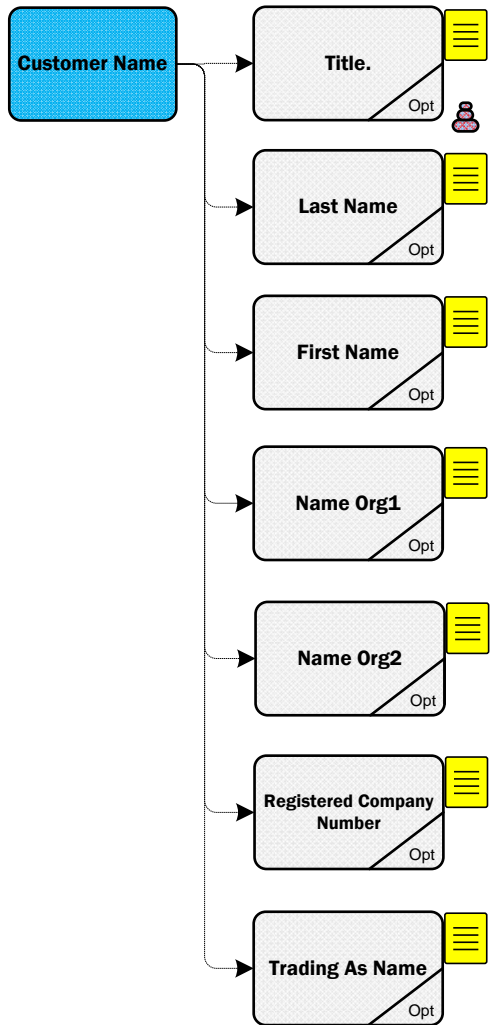 Customer Name
Title.
Opt
Last Name
Opt
First Name
Opt
Name Org1
Opt
Name Org2
Opt
Registered Company
Number
Opt
Trading As Name
Opt